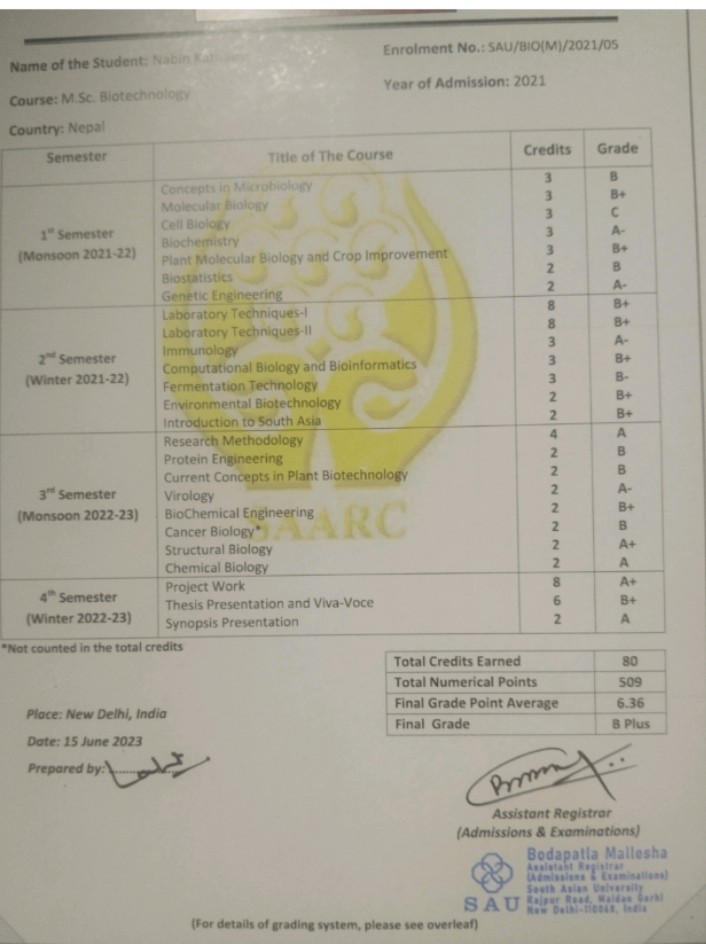 Name of the Student: Nabin
Enrolment No.: SAU/BIO(M)/2021/05
Course: M.Sc. Biotechnology
Year of Admission: 2021
Country: Nepal
Semester Title of The Course Credits Grade
1st Semester (Monsoon 2021-22)
Concepts in Microbiology 3 B
Molecular Biology 3 B+
Cell Biology 3 C
Biochemistry 3 A-
Plant Molecular Biology and Crop Improvement 3 B+
Biostatistics 2 B
Genetic Engineering 2 A-
2nd Semester (Winter 2021-22)
Laboratory Techniques-I 8 B+
Laboratory Techniques-II 8 B+
Immunology 3 A-
Computational Biology and Bioinformatics 3 B+
Fermentation Technology 3 B-
Environmental Biotechnology 2 B+
Introduction to South Asia 2 B+
3rd Semester (Monsoon 2022-23)
Research Methodology 4 A
Protein Engineering 2 B
Current Concepts in Plant Biotechnology 2 B
Virology 2 A-
BioChemical Engineering 2 B+
Cancer Biology* 2 B
Structural Biology 2 A+
Chemical Biology 2 A
4th Semester (Winter 2022-23)
Project Work 8 A+
Thesis Presentation and Viva-Voce 6 B+
Synopsis Presentation 2 A
SAARC
*Not counted in the total credits
Total Credits Earned 80
Total Numerical Points 509
Final Grade Point Average 6.36
Final Grade B Plus
Place: New Delhi, India
Date: 15 June 2023
Prepared by:
Assistant Registrar
(Admissions & Examinations)
Bodapatla Mallesha
Assistant Registrar
(Admissions & Examinations)
South Asian University
Rajpur Road, Maidan Garhi
New Delhi-110068, India
SAU
(For details of grading system, please see overleaf)